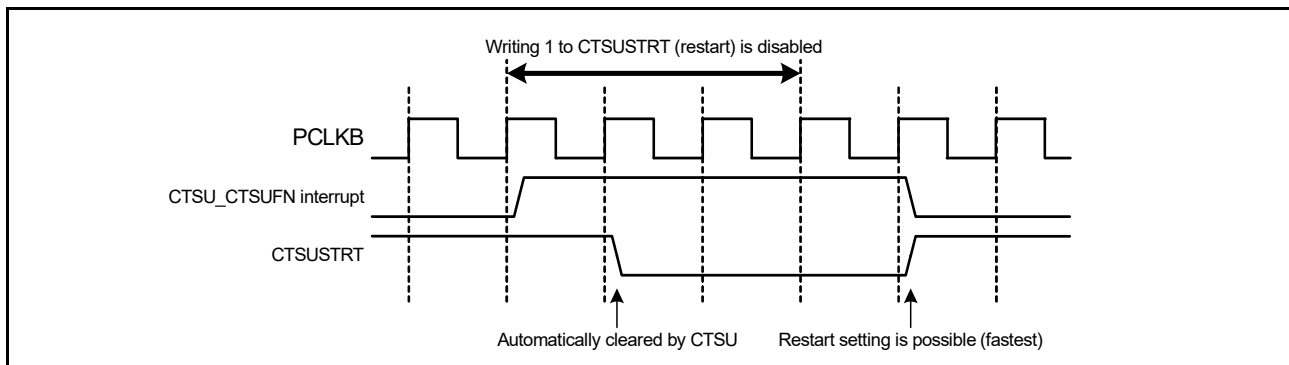 Writing 1 to CTSUSTRT (restart) is disabled
PCLKB
CTSU_CTSUFN interrupt
CTSUSTRT
Automatically cleared by CTSU
Restart setting is possible (fastest)